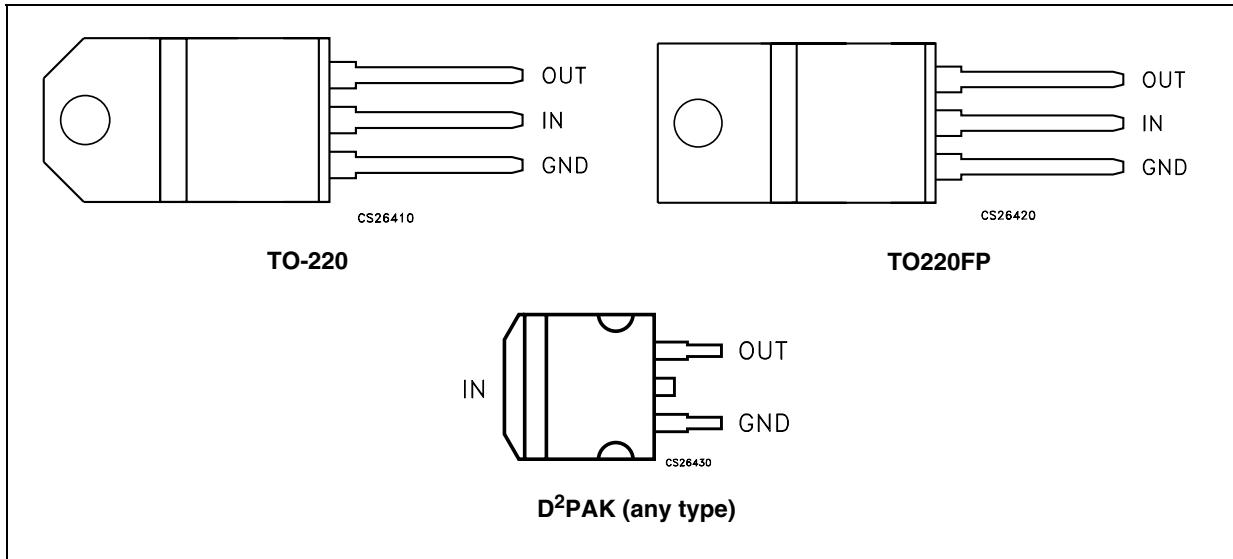 OUT
IN
GND
CS26410
TO-220
OUT
IN
GND
CS26420
TO220FP
IN
OUT
GND
CS26430
D²PAK (any type)